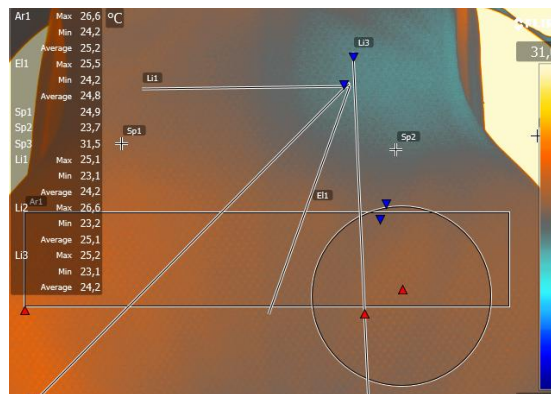 Ar1 Max 26,6 °C
Min 24,2
Average 25,2
El1 Max 25,5
Min 24,2
Average 24,8
Sp1 24,9
Sp2 23,7
Sp3 31,5
Li1 Max 25,1
Min 23,1
Average 24,2
Li2 Max 26,6
Min 23,2
Average 25,1
Li3 Max 25,2
Min 23,1
Average 24,2
Li3
Li1
Sp1
Sp2
El1
Ar1